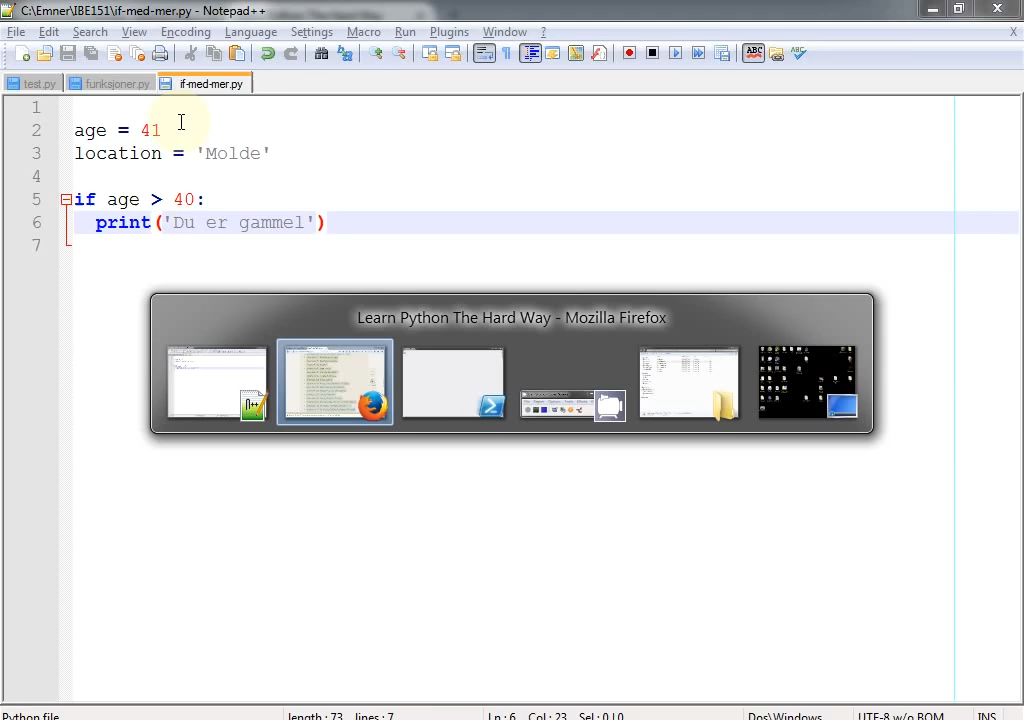 C:\Emner\IBE151\if-med-mer.py - Notepad++
File Edit Search View Encoding Language Settings Macro Run Plugins Window ? X
test.py funksjoner.py if-med-mer.py
1
2 age = 41
3 location = 'Molde'
4
5 if age > 40:
6 print('Du er gammel')
7
Learn Python The Hard Way - Mozilla Firefox
Python file length : 73 lines : 7 Ln : 6 Col : 23 Sel : 0 | 0 Dos\Windows UTF-8 w/o BOM INS